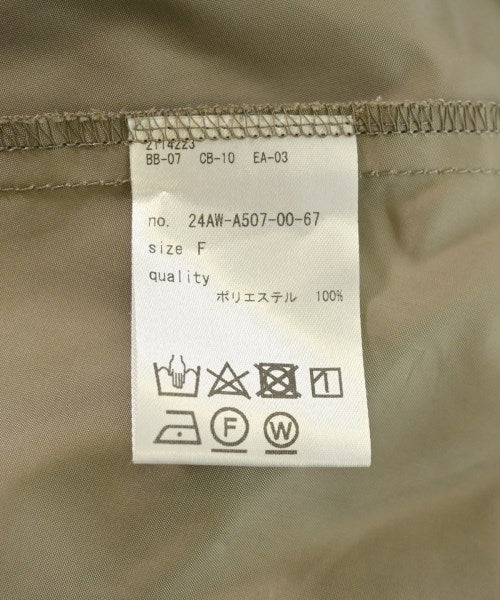 2114223
BB-07 CB-10 EA-03
no. 24AW-A507-00-67
size F
quality
ポリエステル 100%
F W